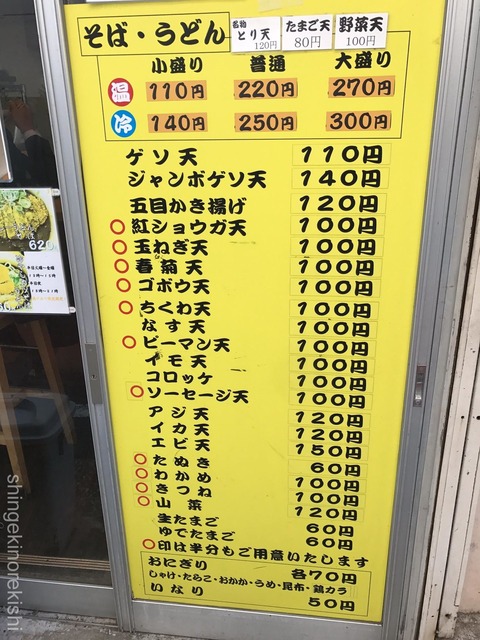 そば・うどん
名物 とり天 120円
たまご天 80円
野菜天 100円
小盛り 普通 大盛り
温 110円 220円 270円
冷 140円 250円 300円
ゲソ天 110円
ジャンボゲソ天 140円
五目かき揚げ 120円
○紅ショウガ天 100円
○玉ねぎ天 100円
○春菊天 100円
○ゴボウ天 100円
○ちくわ天 100円
なす天 100円
○ピーマン天 100円
イモ天 100円
コロッケ 100円
○ソーセージ天 100円
アジ天 120円
イカ天 120円
エビ天 150円
○たぬき 60円
○わかめ 100円
○きつね 100円
○山菜 120円
生たまご 60円
ゆでたまご 60円
○印は半分もご用意いたします
おにぎり 各70円
しゃけ・たらこ・おかか・うめ・昆布・鶏カラ
いなり 50円
620
shingekinorekishi